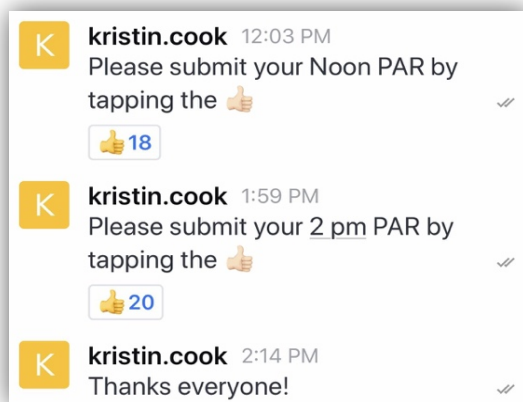 K
kristin.cook 12:03 PM
Please submit your Noon PAR by
tapping the 👍🏻
👍 18
K
kristin.cook 1:59 PM
Please submit your 2 pm PAR by
tapping the 👍🏻
👍 20
K
kristin.cook 2:14 PM
Thanks everyone!